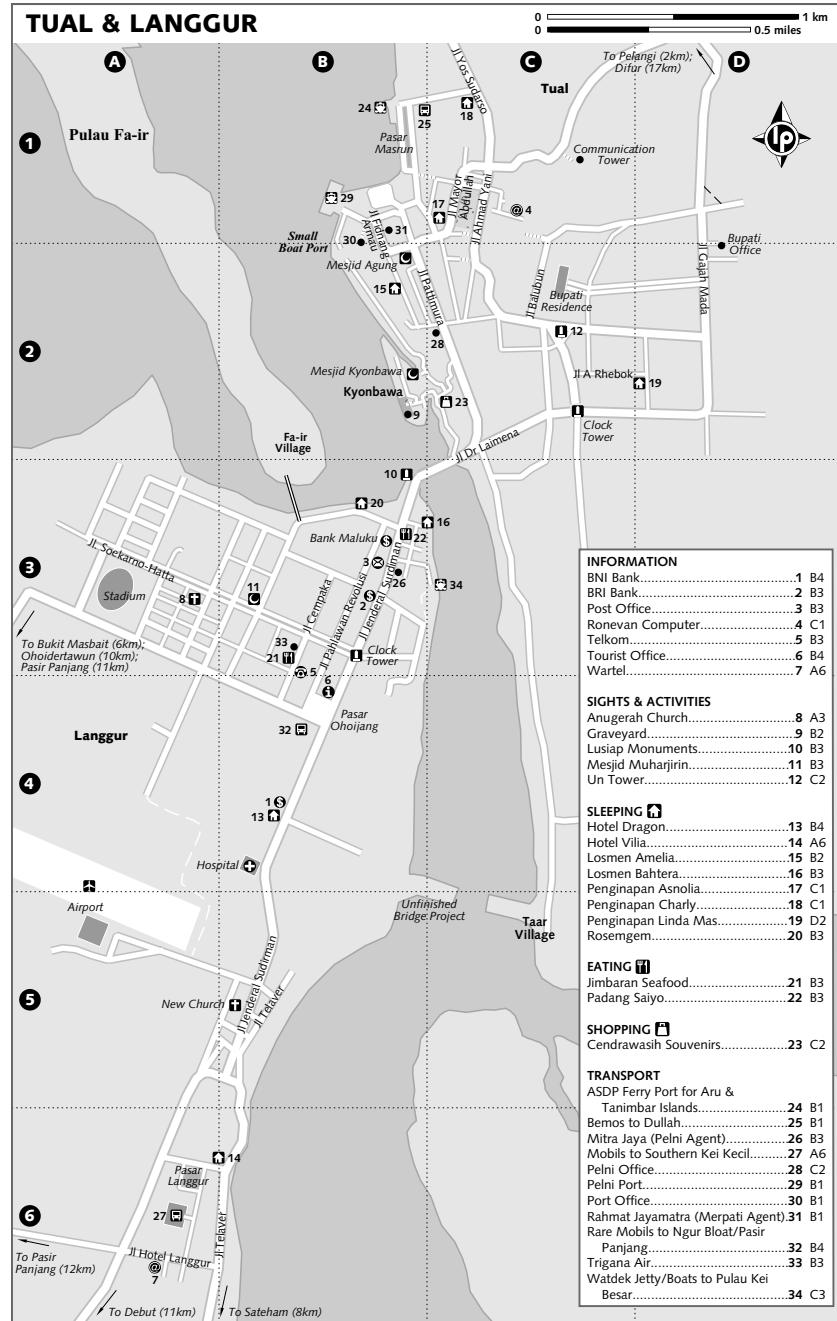 TUAL & LANGGUR
0 1 km
0 0.5 miles
A
B
C
D
To Pelangi (2km);
Difur (17km)
Tual
Jl Yos Sudarso
24
25
18
Pasar
Masrun
1
Pulau Fa-ir
lp
Communication
Tower
29
17
Jl Mayor
Abdullah
Jl Ahmad Yani
4
Jl Fidnang
Armau
31
Small
Boat Port
30
Mesjid Agung
Bupati
Office
Jl Gajah Mada
15
Jl Pattimura
Jl Balubun
Bupati
Residence
28
12
2
Mesjid Kyonbawa
Jl A Rhebok
19
Kyonbawa
23
9
Clock
Tower
Fa-ir
Village
Jl Dr Laimena
10
20
16
Bank Maluku
22
Jl. Soekarno-Hatta
3
26
3
Stadium
8
11
2
34
Jl Cempaka
Jl Pahlawan Revolusi
Jl Jenderal Surdiman
To Bukit Masbait (6km);
Ohoidertawun (10km);
Pasir Panjang (11km)
33
21
5
6
Clock
Tower
Pasar
Ohoijang
32
Langgur
4
1
13
Hospital
Airport
Unfinished
Bridge Project
Taar
Village
5
New Church
Jl Jenderal Sudirman
Jl Telaver
14
Pasar
Langgur
6
27
Jl Telaver
Jl Hotel Langgur
To Pasir
Panjang (12km)
7
To Debut (11km)
To Sateham (8km)
INFORMATION
BNI Bank 1 B4
BRI Bank 2 B3
Post Office 3 B3
Ronevan Computer 4 C1
Telkom 5 B3
Tourist Office 6 B4
Wartel 7 A6
SIGHTS & ACTIVITIES
Anugerah Church 8 A3
Graveyard 9 B2
Lusiap Monuments 10 B3
Mesjid Muharjirin 11 B3
Un Tower 12 C2
SLEEPING
Hotel Dragon 13 B4
Hotel Vilia 14 A6
Losmen Amelia 15 B2
Losmen Bahtera 16 B3
Penginapan Asnolia 17 C1
Penginapan Charly 18 C1
Penginapan Linda Mas 19 D2
Rosemgem 20 B3
EATING
Jimbaran Seafood 21 B3
Padang Saiyo 22 B3
SHOPPING
Cendrawasih Souvenirs 23 C2
TRANSPORT
ASDP Ferry Port for Aru &
Tanimbar Islands 24 B1
Bemos to Dullah 25 B1
Mitra Jaya (Pelni Agent) 26 B3
Mobils to Southern Kei Kecil 27 A6
Pelni Office 28 C2
Pelni Port 29 B1
Port Office 30 B1
Rahmat Jayamatra (Merpati Agent) 31 B1
Rare Mobils to Ngur Bloat/Pasir
Panjang 32 B4
Trigana Air 33 B3
Watdek Jetty/Boats to Pulau Kei
Besar 34 C3